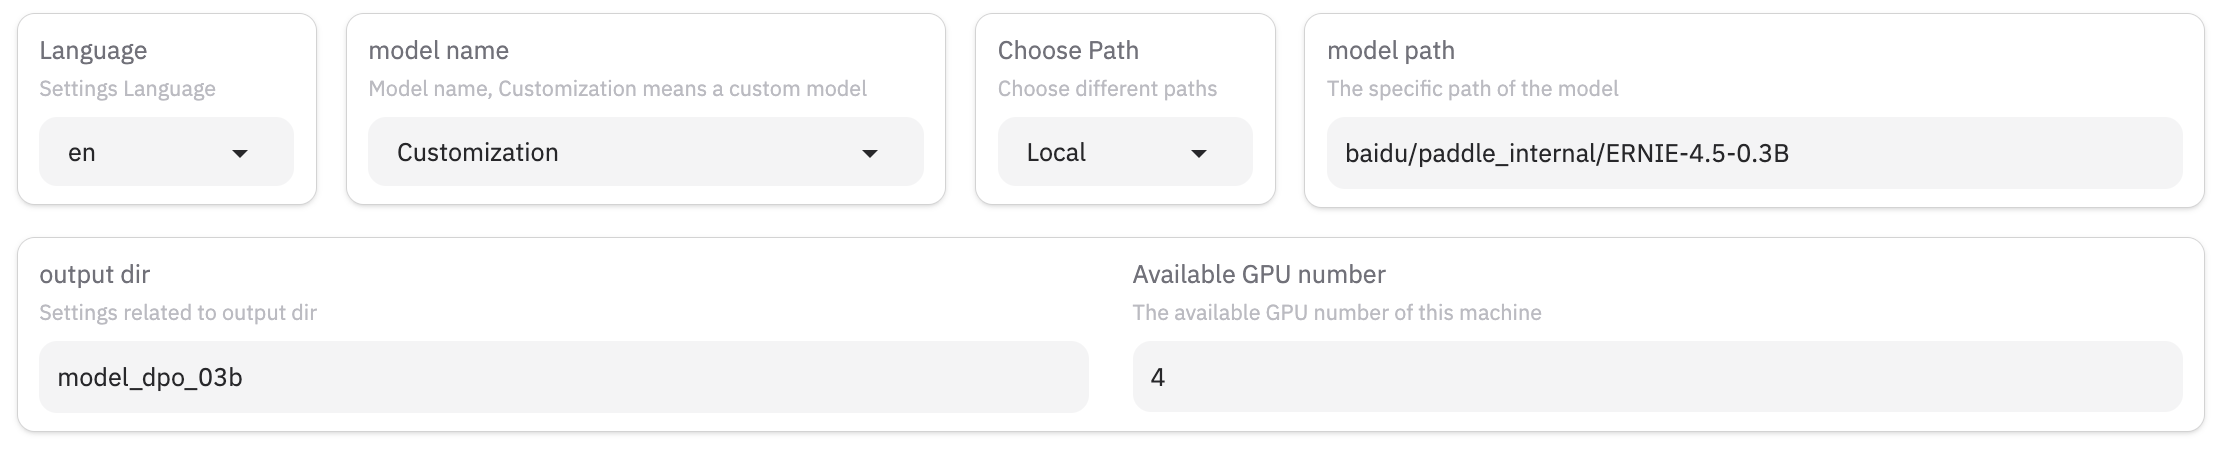 Language
Settings Language
en
model name
Model name, Customization means a custom model
Customization
Choose Path
Choose different paths
Local
model path
The specific path of the model
baidu/paddle_internal/ERNIE-4.5-0.3B
output dir
Settings related to output dir
model_dpo_03b
Available GPU number
The available GPU number of this machine
4